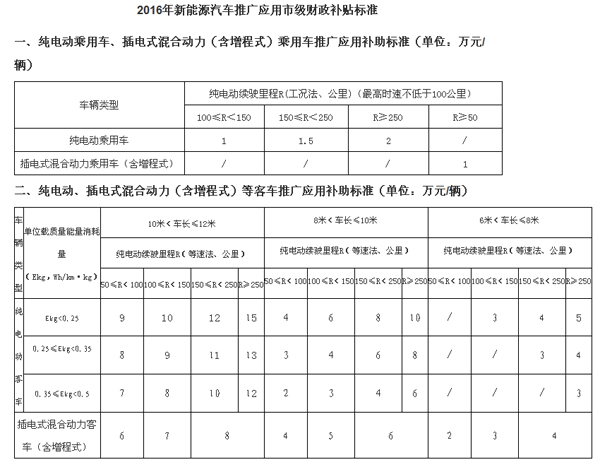 2016年新能源汽车推广应用市级财政补贴标准
一、纯电动乘用车、插电式混合动力（含增程式）乘用车推广应用补助标准（单位：万元/
辆）
车辆类型 纯电动续驶里程R(工况法、公里)（最高时速不低于100公里）
100≤R＜150 150≤R＜250 R≥250 R≥50
纯电动乘用车 1 1.5 2 /
插电式混合动力乘用车（含增程式） / / / 1
二、纯电动、插电式混合动力（含增程式）等客车推广应用补助标准（单位：万元/辆）
车辆类型 单位载质量能量消耗量（Ekg，Wh/km·kg） 10米＜车长≤12米 8米＜车长≤10米 6米＜车长≤8米
纯电动续驶里程R（等速法、公里） 纯电动续驶里程R（等速法、公里） 纯电动续驶里程R（等速法、公里）
50≤R＜100 100≤R＜150 150≤R＜250 R≥250 50≤R＜100 100≤R＜150 150≤R＜250 R≥250 50≤R＜100 100≤R＜150 150≤R＜250 R≥250
纯电动客车 Ekg<0.25 9 10 12 15 4 6 8 10 / 3 4 5
0.25≤Ekg<0.35 8 9 11 13 3 4 6 8 / / 3 4
0.35≤Ekg<0.5 7 8 10 12 2 3 4 6 / / / 3
插电式混合动力客车（含增程式） 6 7 8 4 5 6 2 3 4